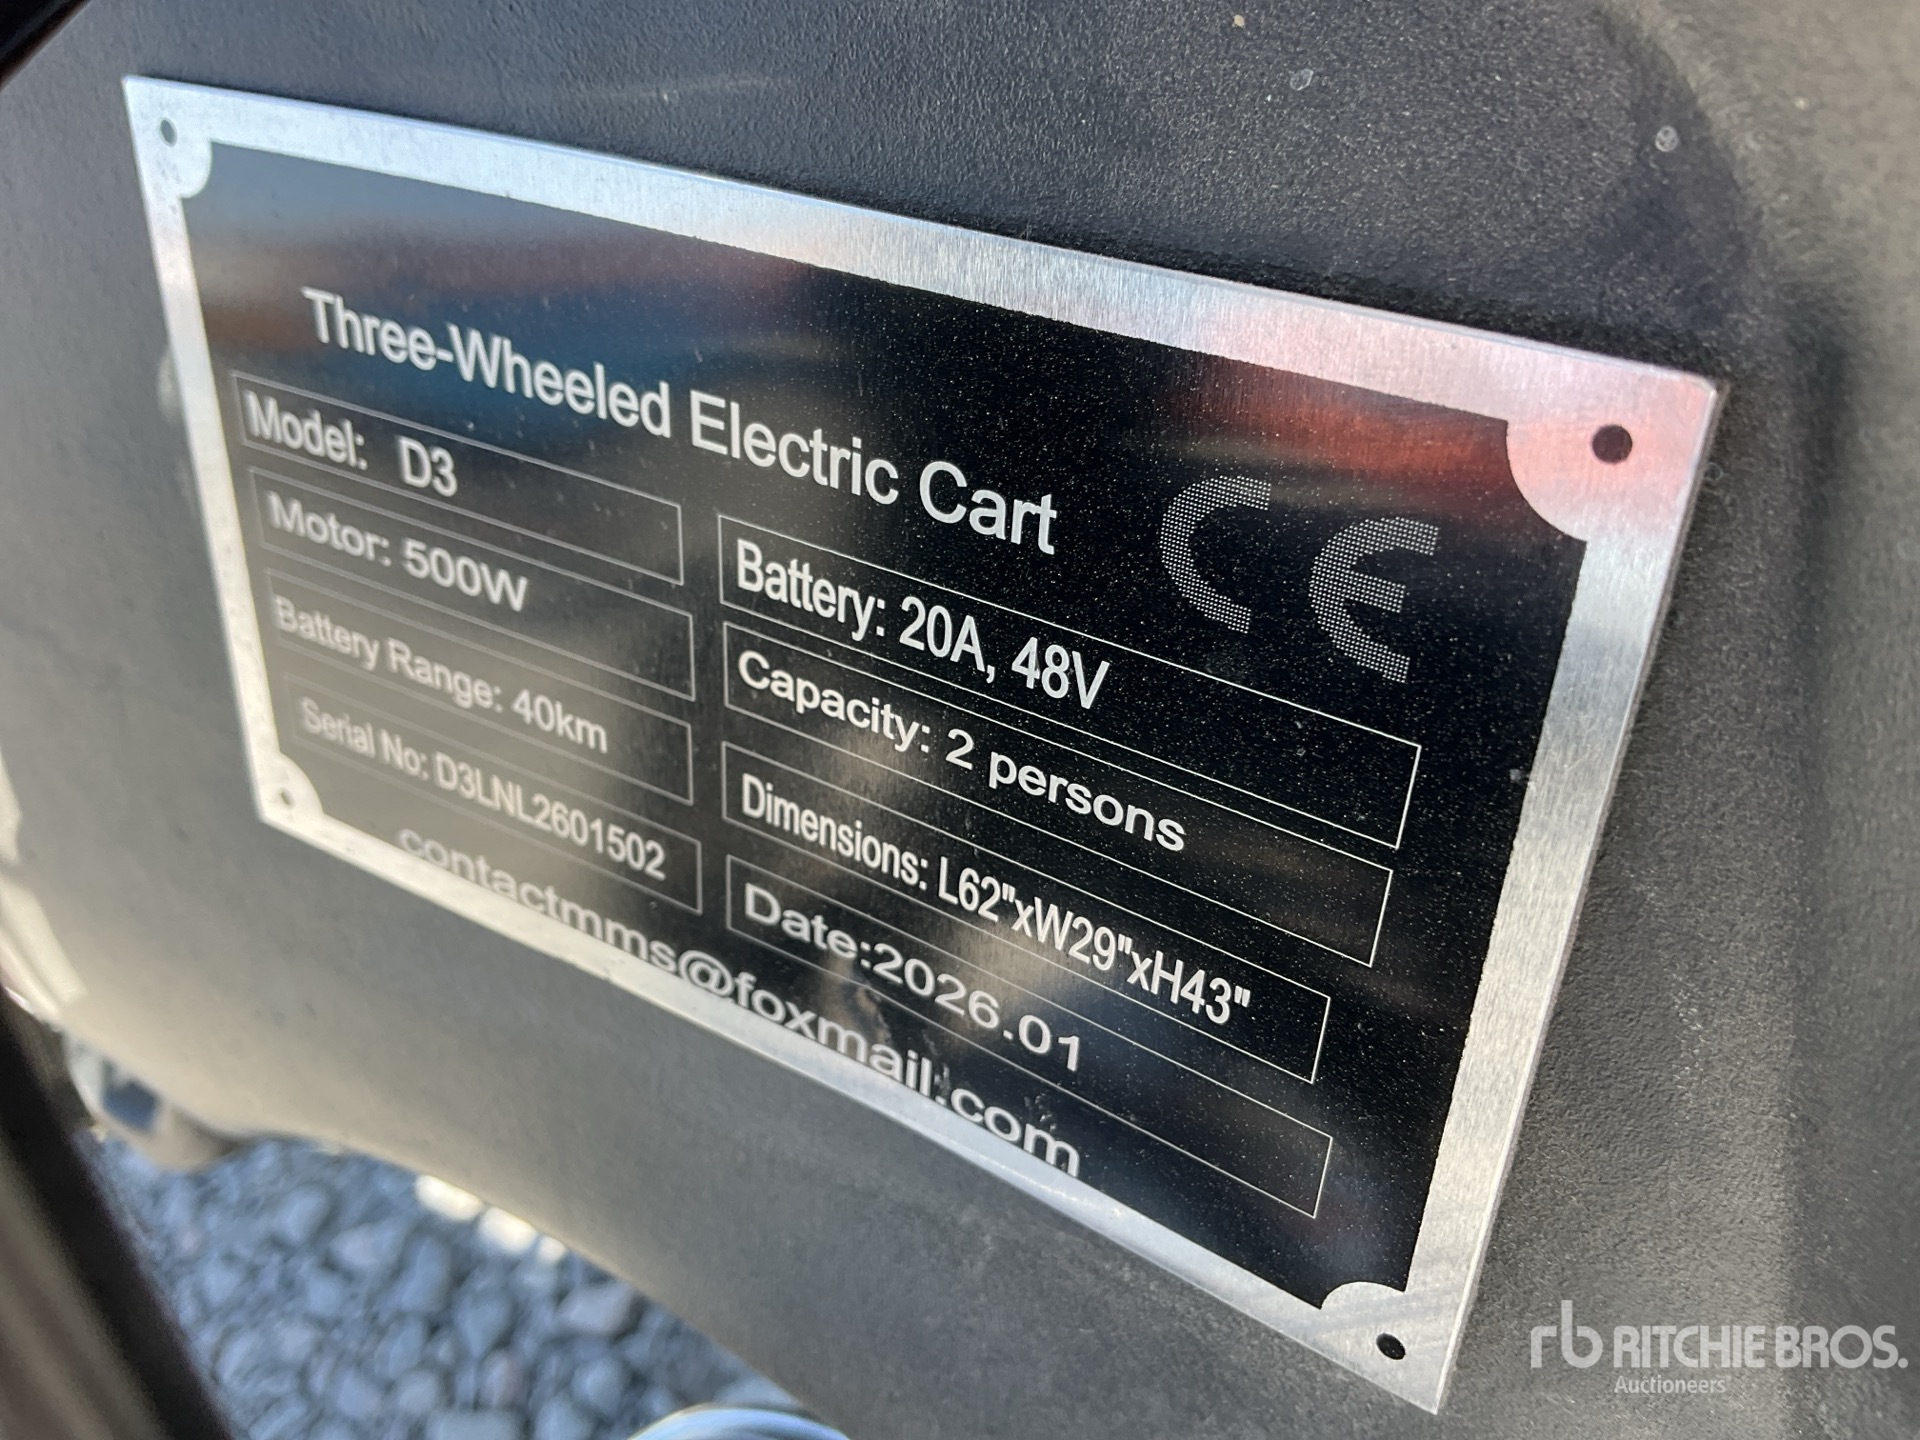 Three-Wheeled Electric Cart
CE
Model: D3
Battery: 20A, 48V
Motor: 500W
Capacity: 2 persons
Battery Range: 40km
Dimensions: L62"xW29"xH43"
Serial No: D3LNL2601502
Date:2026.01
contactmms@foxmail.com
rb RITCHIE BROS.
Auctioneers